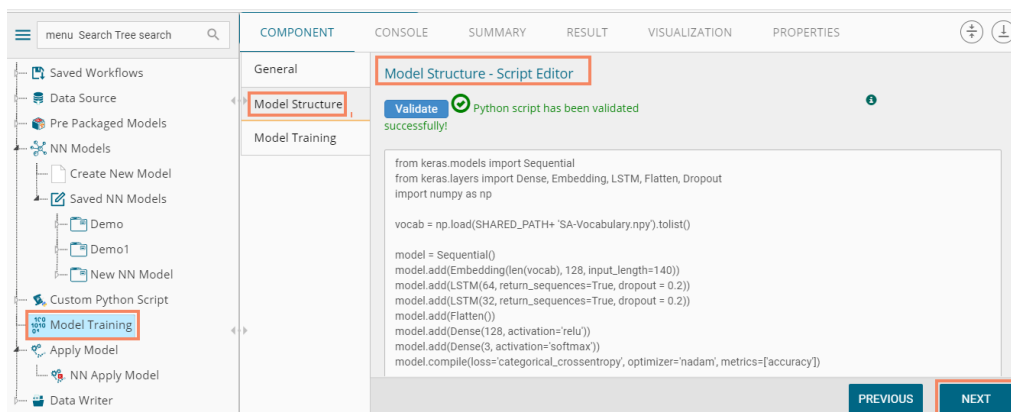 menu Search Tree search
COMPONENT
CONSOLE
SUMMARY
RESULT
VISUALIZATION
PROPERTIES
Saved Workflows
Data Source
Pre Packaged Models
NN Models
Create New Model
Saved NN Models
Demo
Demo1
New NN Model
Custom Python Script
Model Training
Apply Model
NN Apply Model
Data Writer
General
Model Structure
Model Training
Model Structure - Script Editor
Validate Python script has been validated
successfully!
from keras.models import Sequential
from keras.layers import Dense, Embedding, LSTM, Flatten, Dropout
import numpy as np
vocab = np.load(SHARED_PATH+ 'SA-Vocabulary.npy').tolist()
model = Sequential()
model.add(Embedding(len(vocab), 128, input_length=140))
model.add(LSTM(64, return_sequences=True, dropout = 0.2))
model.add(LSTM(32, return_sequences=True, dropout = 0.2))
model.add(Flatten())
model.add(Dense(128, activation='relu'))
model.add(Dense(3, activation='softmax'))
model.compile(loss='categorical_crossentropy', optimizer='nadam', metrics=['accuracy'])
PREVIOUS
NEXT